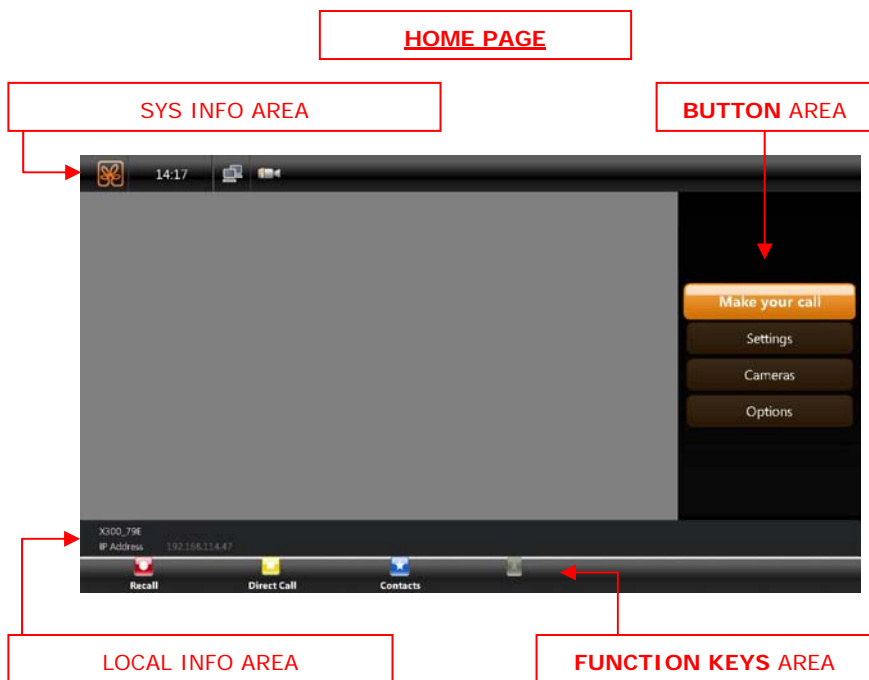 HOME PAGE
SYS INFO AREA
BUTTON AREA
14:17
Make your call
Settings
Cameras
Options
X300_79E
IP Address 192.168.114.47
Recall
Direct Call
Contacts
LOCAL INFO AREA
FUNCTION KEYS AREA